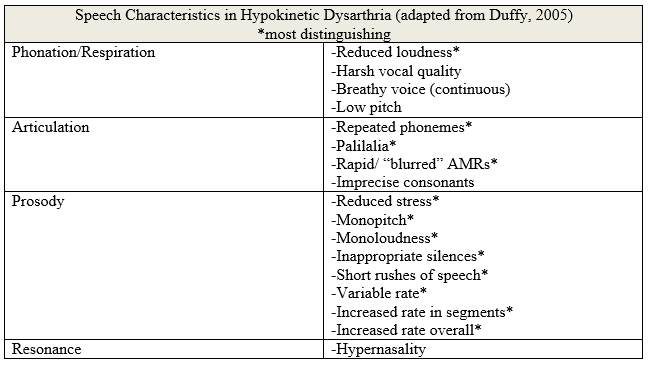 Speech Characteristics in Hypokinetic Dysarthria (adapted from Duffy, 2005)
*most distinguishing
Phonation/Respiration
-Reduced loudness*
-Harsh vocal quality
-Breathy voice (continuous)
-Low pitch
Articulation
-Repeated phonemes*
-Palilalia*
-Rapid/ “blurred” AMRs*
-Imprecise consonants
Prosody
-Reduced stress*
-Monopitch*
-Monoloudness*
-Inappropriate silences*
-Short rushes of speech*
-Variable rate*
-Increased rate in segments*
-Increased rate overall*
Resonance
-Hypernasality